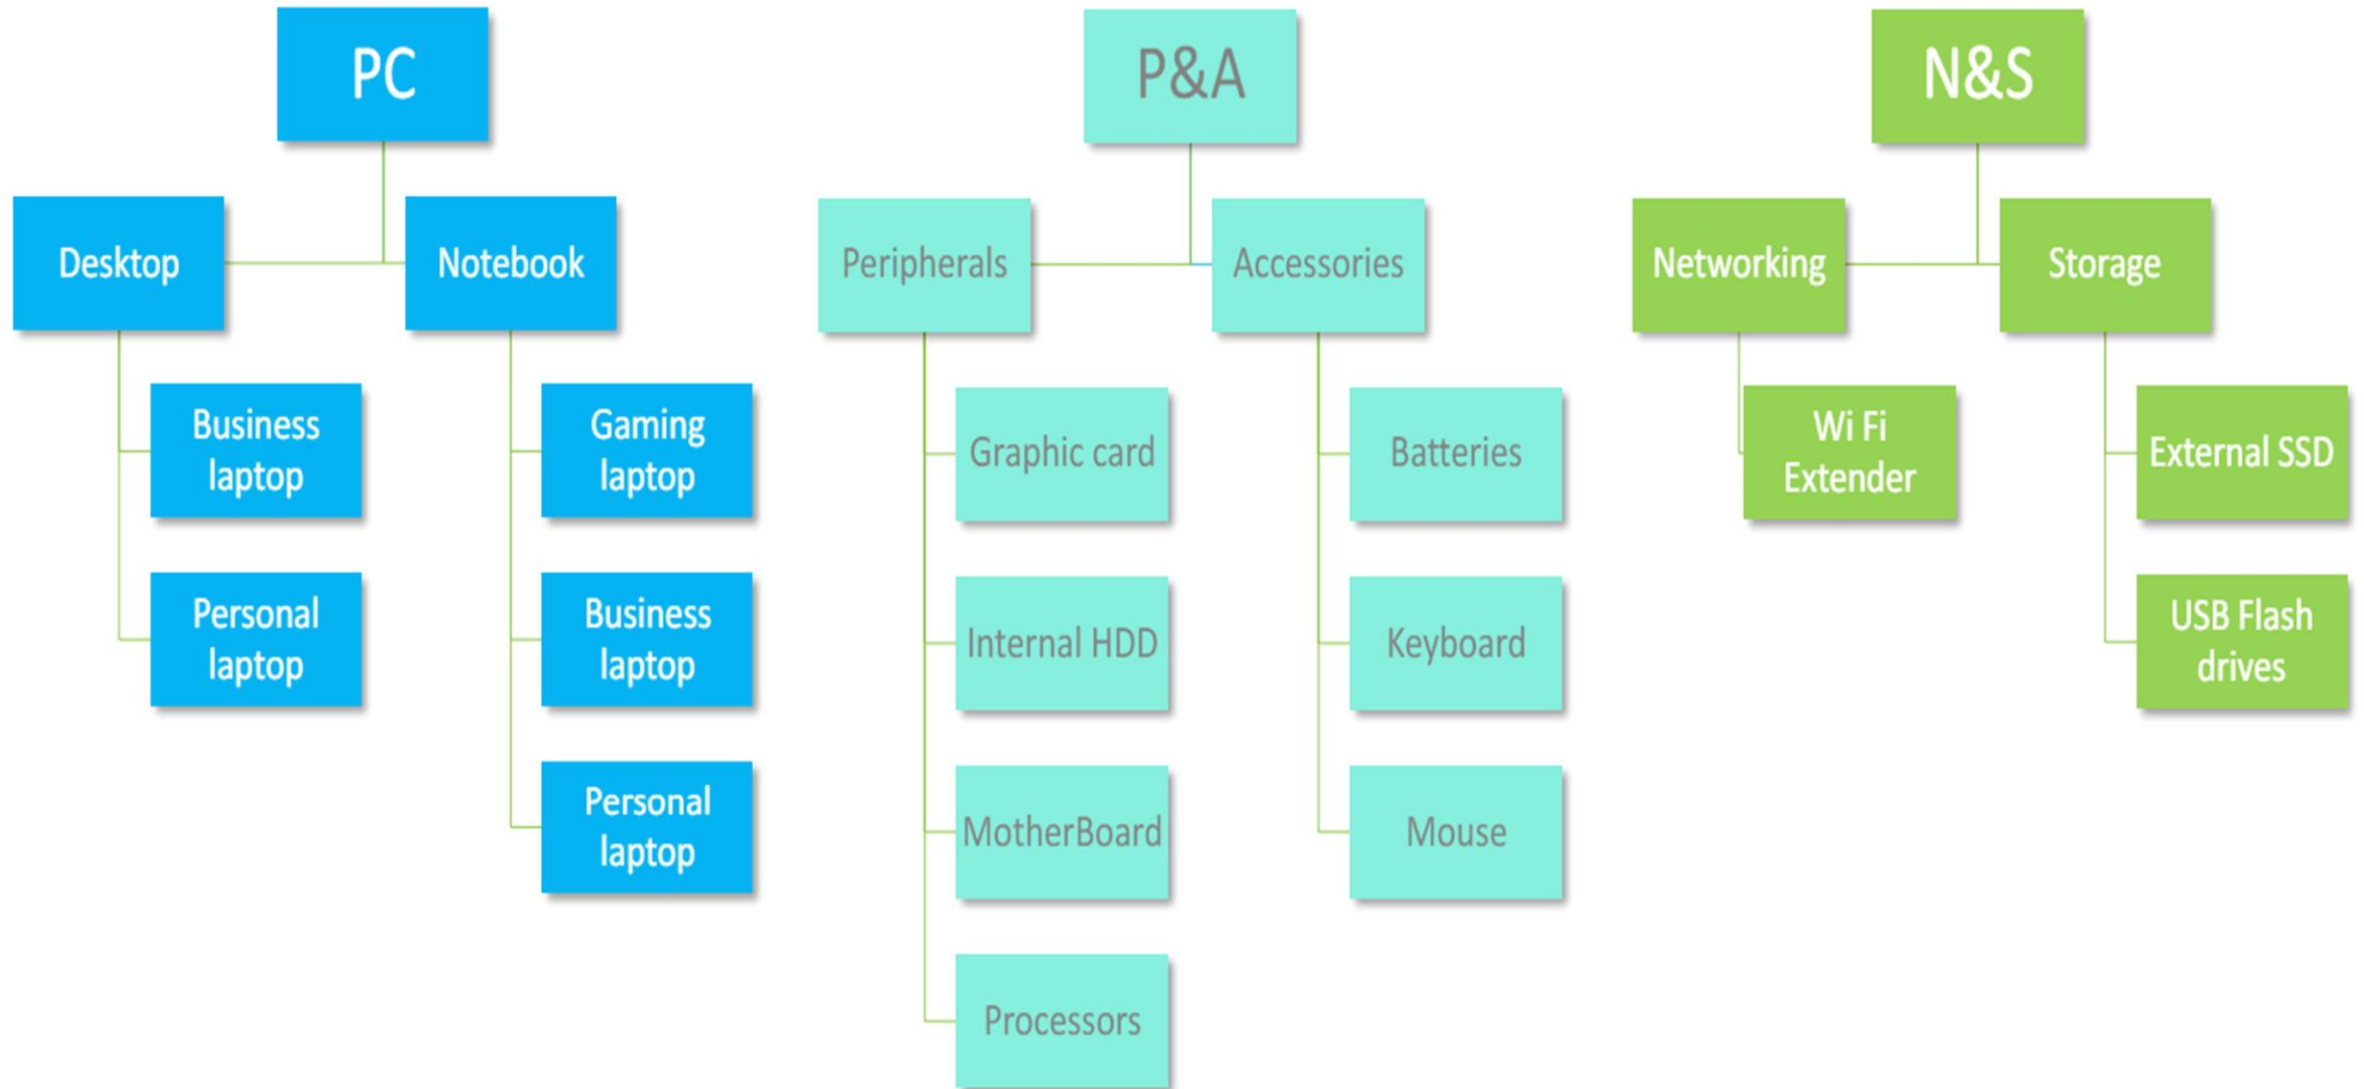 PC
Desktop
Notebook
Business
laptop
Personal
laptop
Gaming
laptop
Business
laptop
Personal
laptop
P&A
Peripherals
Accessories
Graphic card
Internal HDD
MotherBoard
Processors
Batteries
Keyboard
Mouse
N&S
Networking
Storage
Wi Fi
Extender
External SSD
USB Flash
drives